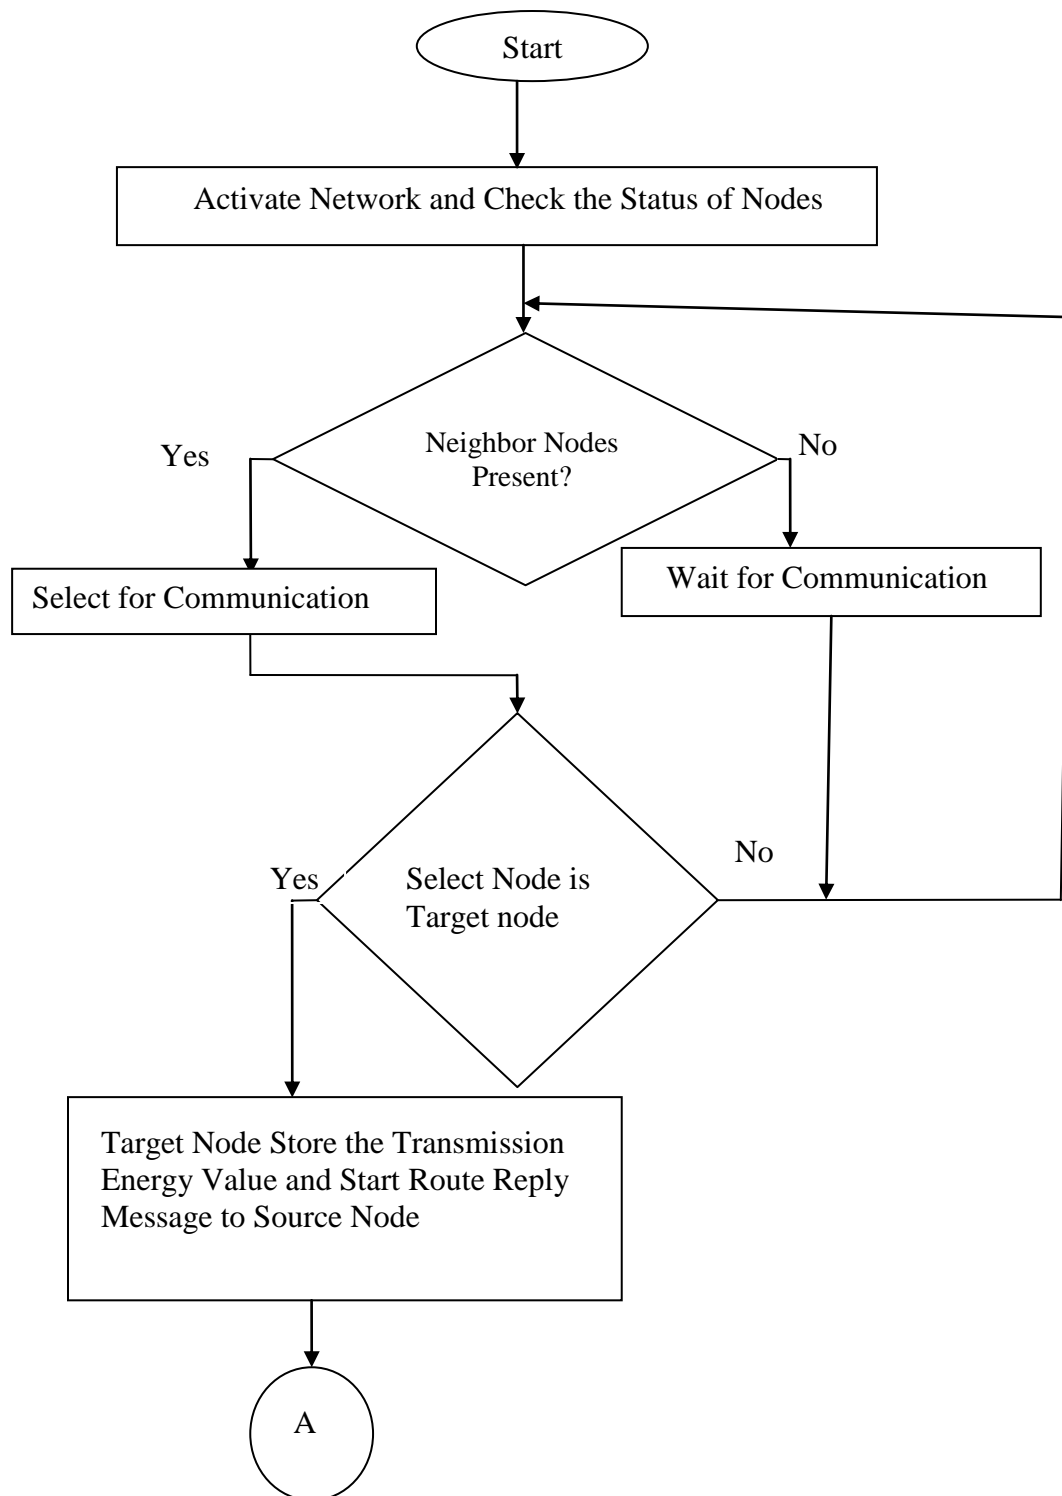 Start
Activate Network and Check the Status of Nodes
Neighbor Nodes
Present?
Yes
No
Select for Communication
Wait for Communication
Select Node is
Target node
Yes
No
Target Node Store the Transmission
Energy Value and Start Route Reply
Message to Source Node
A